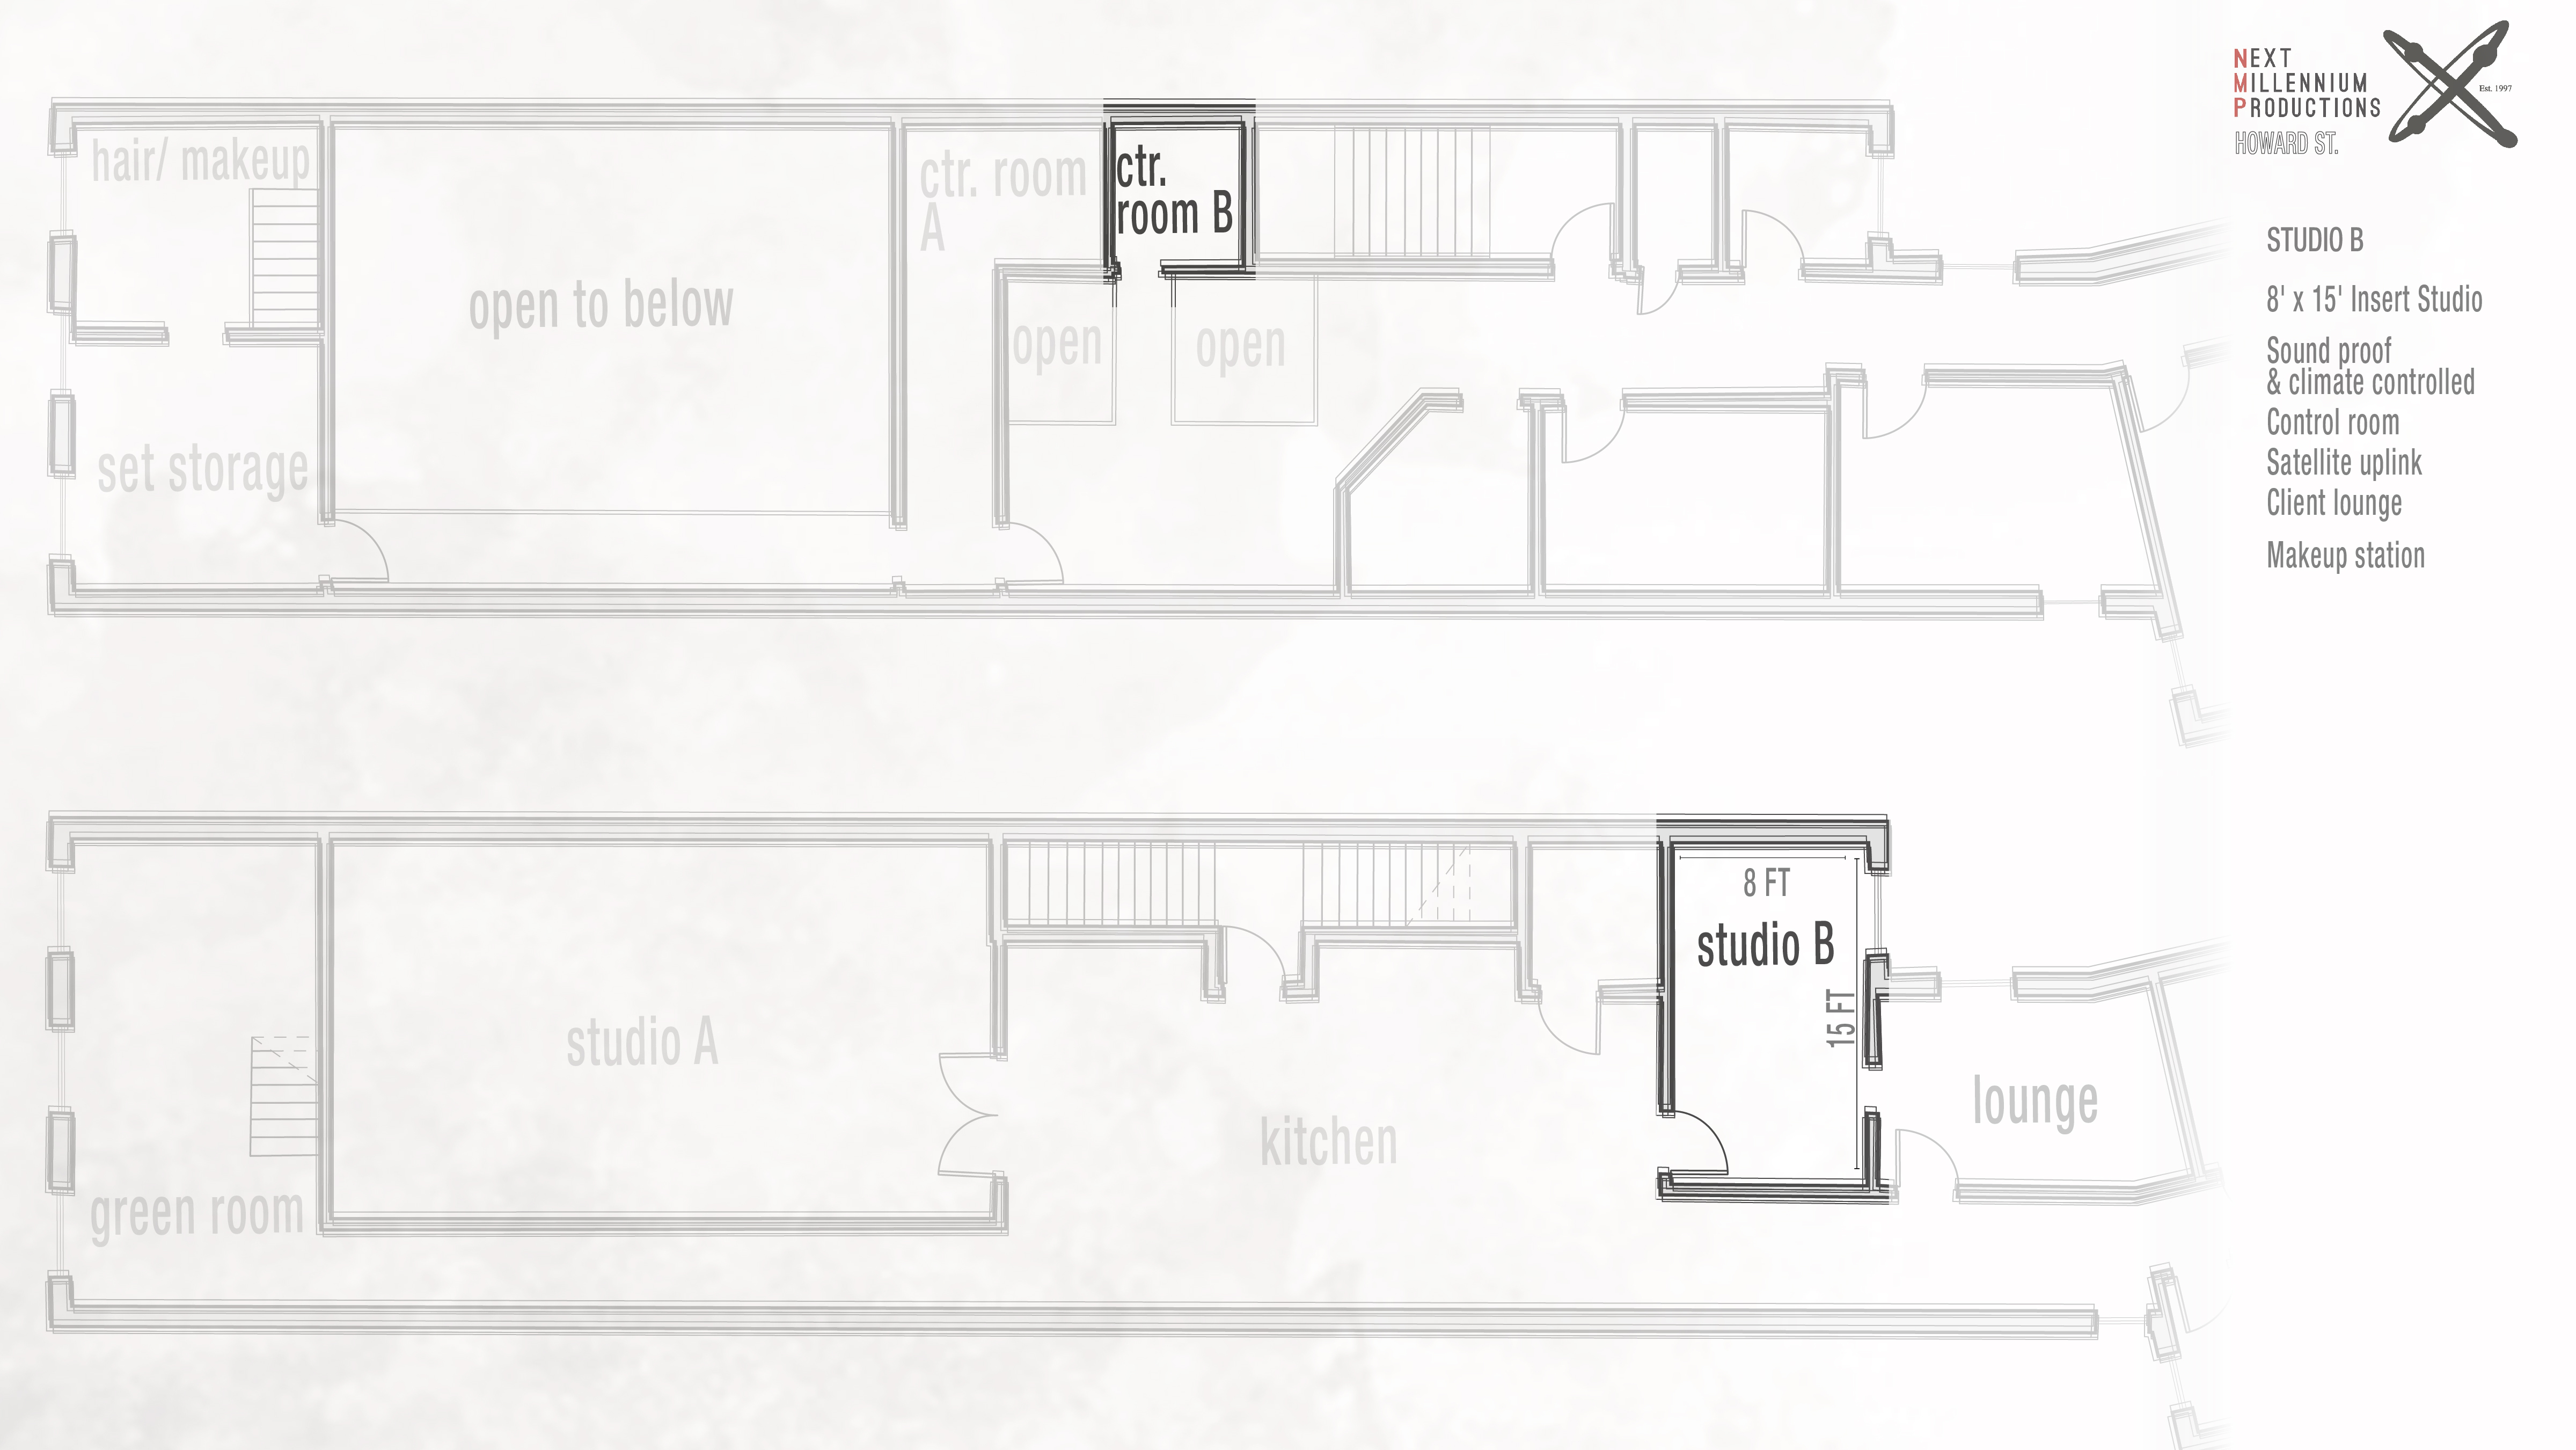 NEXT
MILLENNIUM
PRODUCTIONS
HOWARD ST.
Est. 1997
STUDIO B
8' x 15' Insert Studio
Sound proof
& climate controlled
Control room
Satellite uplink
Client lounge
Makeup station
hair/ makeup
open to below
ctr. room
A
ctr.
room B
open
open
set storage
8 FT
studio B
15 FT
studio A
kitchen
lounge
green room